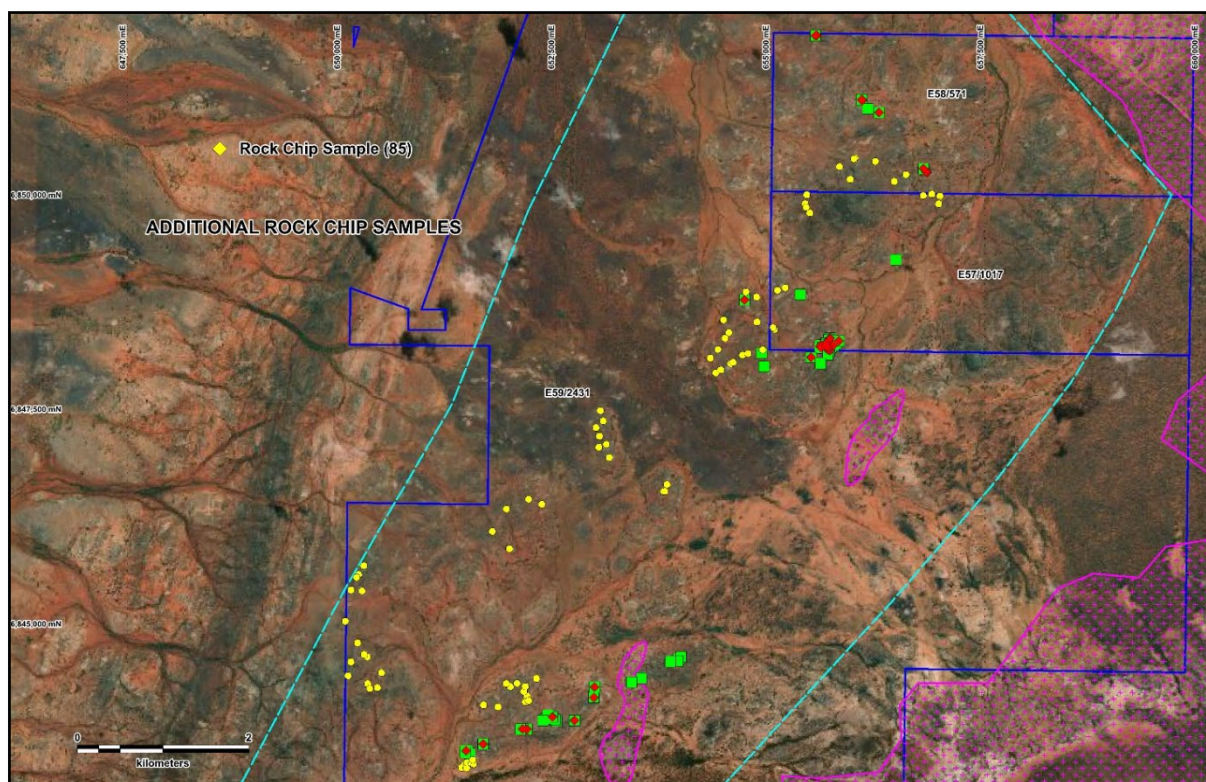 647,500 mE
650,000 mE
652,500 mE
655,000 mE
657,500 mE
660,000 mE
E58/571
Rock Chip Sample (85)
6,850,000 mN
ADDITIONAL ROCK CHIP SAMPLES
E57/1017
E59/2431
6,847,500 mN
6,845,000 mN
0 2
kilometers